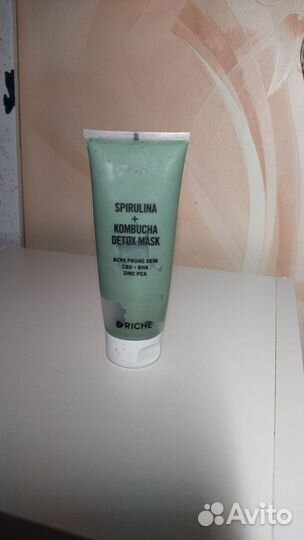 SPIRULINA
+
KOMBUCHA
DETOX MASK
ACNE PRONE SKIN
CBD + BHA
ZINC PCA
RICHE
Avito